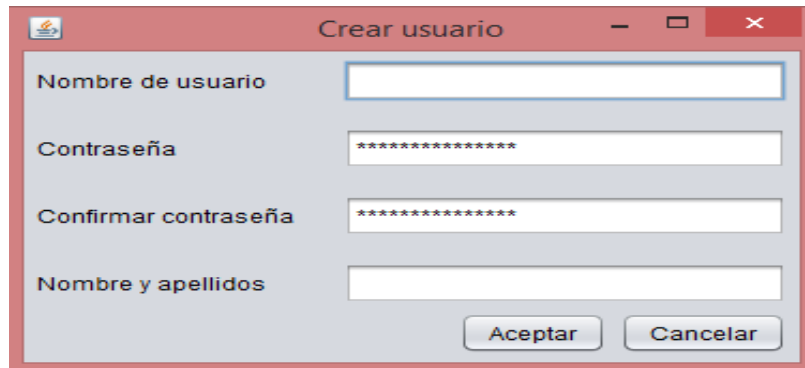 Crear usuario
Nombre de usuario
Contraseña ***************
Confirmar contraseña ***************
Nombre y apellidos
Aceptar Cancelar